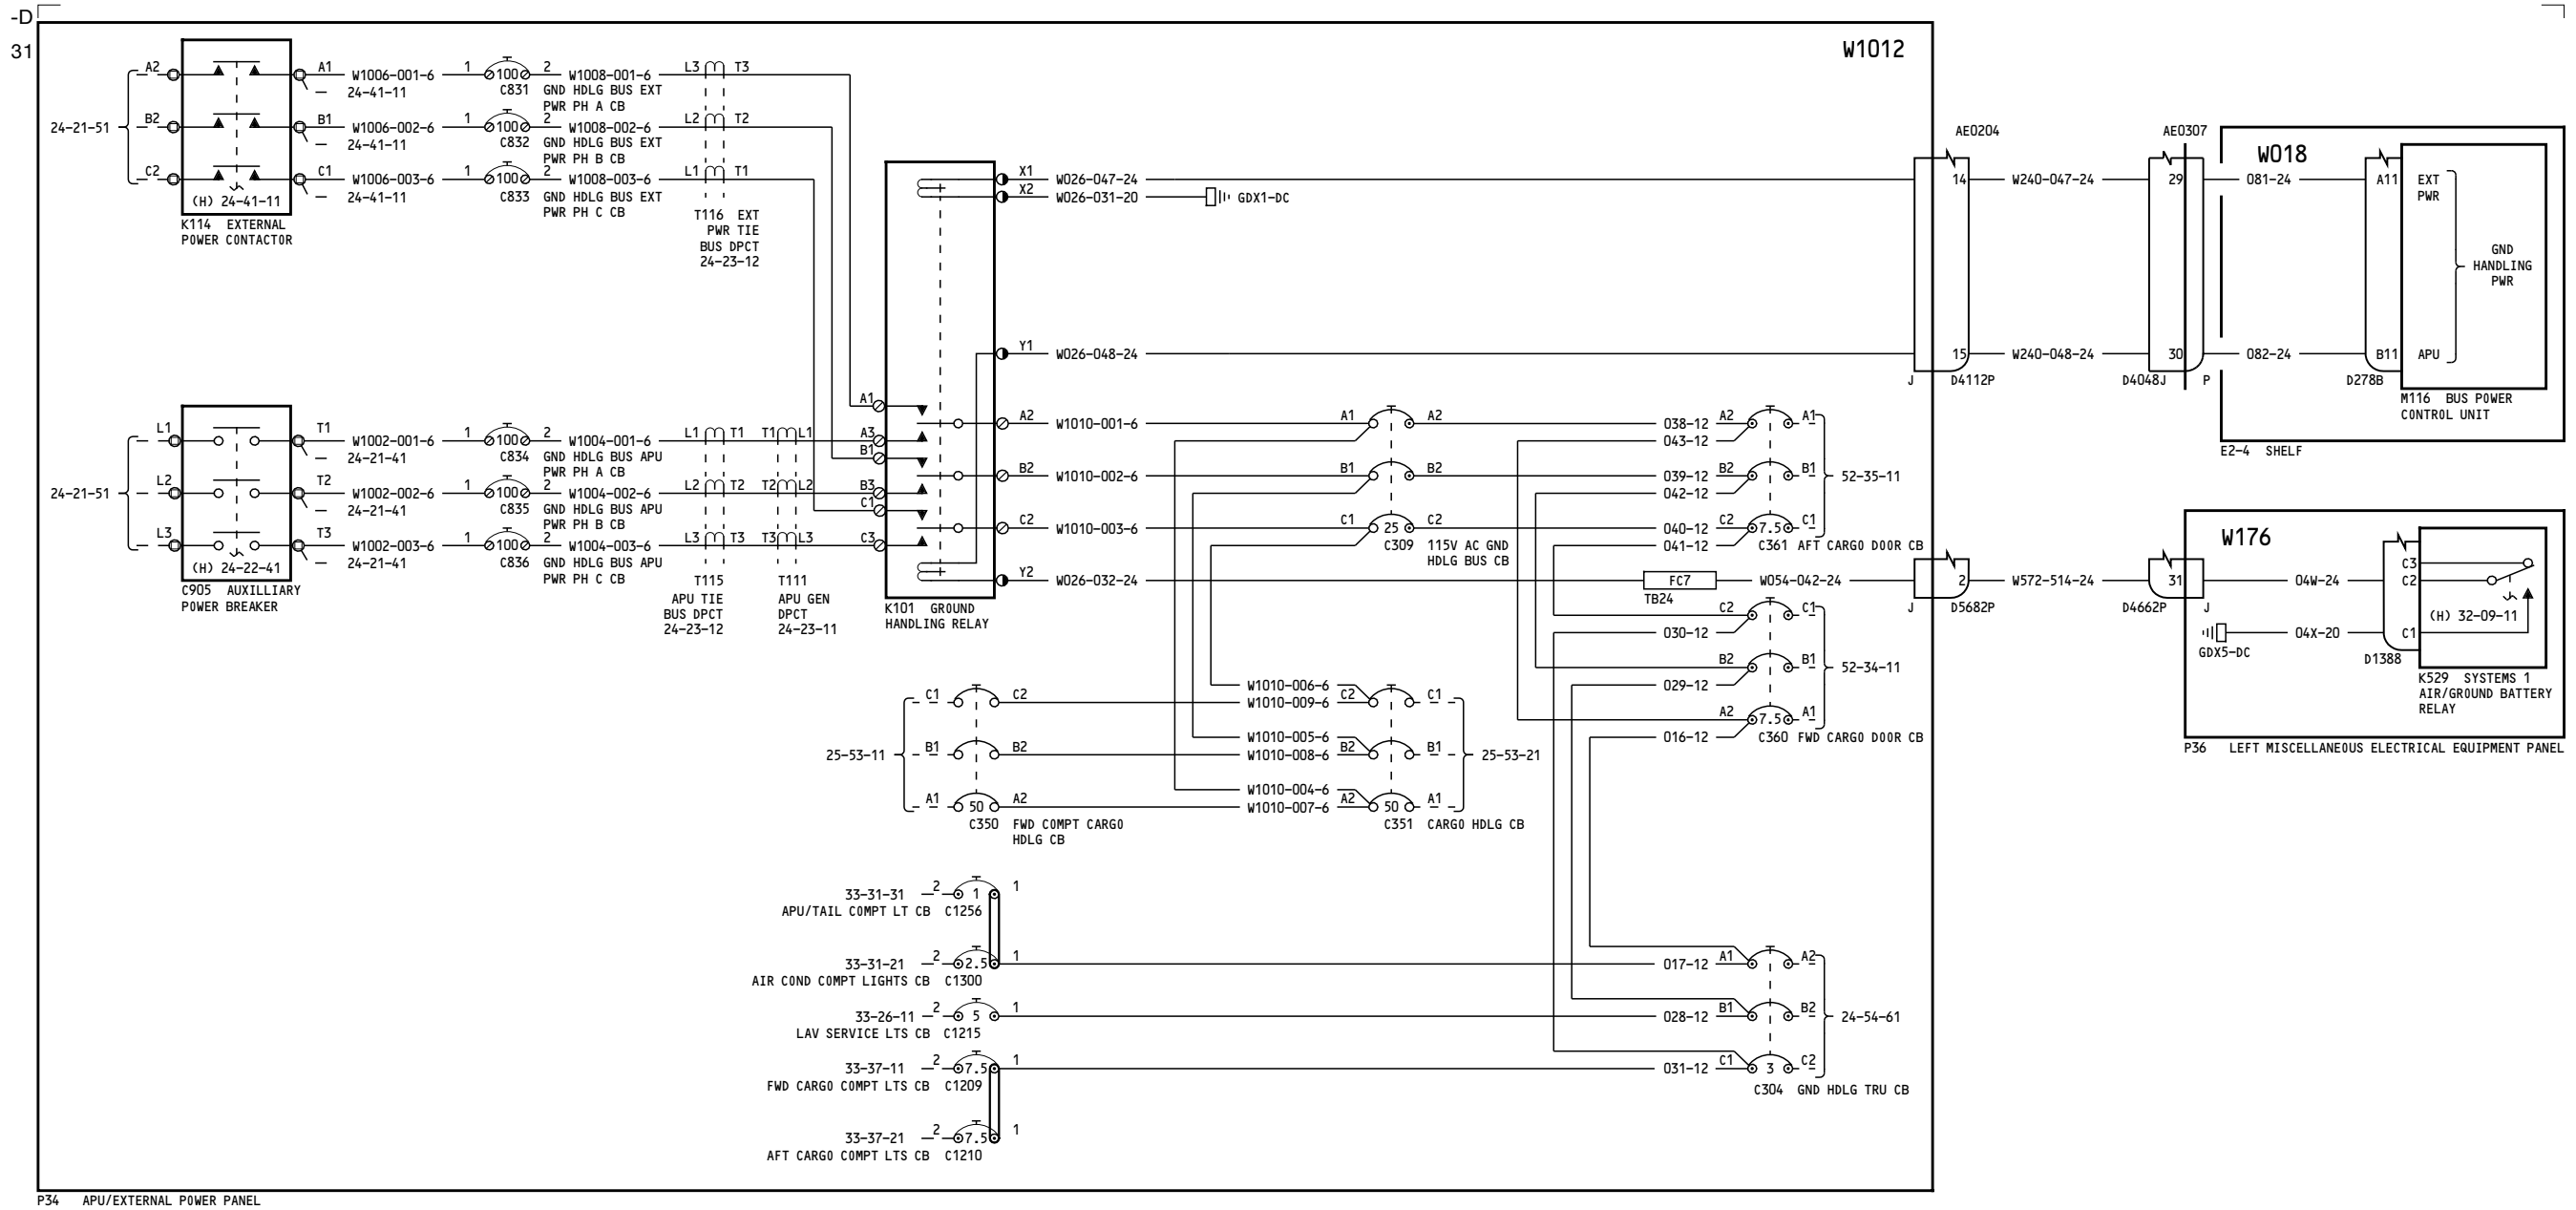 -D
31
W1012
A2
A1
W1006-001-6
24-41-11
1
100
2
C831
W1008-001-6
GND HDLG BUS EXT
PWR PH A CB
L3
T3
24-21-51
B2
B1
W1006-002-6
24-41-11
1
100
2
C832
W1008-002-6
GND HDLG BUS EXT
PWR PH B CB
L2
T2
C2
C1
W1006-003-6
24-41-11
1
100
2
C833
W1008-003-6
GND HDLG BUS EXT
PWR PH C CB
L1
T1
(H) 24-41-11
K114 EXTERNAL
POWER CONTACTOR
T116 EXT
PWR TIE
BUS DPCT
24-23-12
X1
W026-047-24
X2
W026-031-20
GDX1-DC
Y1
W026-048-24
AE0204
14
15
J
D4112P
W240-047-24
W240-048-24
AE0307
29
30
D4048J
P
W018
081-24
082-24
A11
B11
D278B
EXT
PWR
GND
HANDLING
PWR
APU
M116 BUS POWER
CONTROL UNIT
E2-4 SHELF
24-21-51
L1
T1
W1002-001-6
24-21-41
1
100
2
C834
W1004-001-6
GND HDLG BUS APU
PWR PH A CB
L1
T1
T1
L1
L2
T2
W1002-002-6
24-21-41
1
100
2
C835
W1004-002-6
GND HDLG BUS APU
PWR PH B CB
L2
T2
T2
L2
L3
T3
W1002-003-6
24-21-41
1
100
2
C836
W1004-003-6
GND HDLG BUS APU
PWR PH C CB
L3
T3
T3
L3
(H) 24-22-41
C905 AUXILLIARY
POWER BREAKER
T115
APU TIE
BUS DPCT
24-23-12
T111
APU GEN
DPCT
24-23-11
A1
A3
B1
B3
C1
C3
K101 GROUND
HANDLING RELAY
A2
W1010-001-6
B2
W1010-002-6
C2
W1010-003-6
Y2
W026-032-24
A1
A2
B1
B2
C1
25
C2
C309
115V AC GND
HDLG BUS CB
038-12
A2
A1
043-12
039-12
B2
B1
52-35-11
042-12
040-12
C2
7.5
C1
041-12
C361 AFT CARGO DOOR CB
FC7
TB24
W054-042-24
2
J
D5682P
W572-514-24
31
D4662P
J
W176
04W-24
04X-20
GDX5-DC
C3
C2
C1
D1388
(H) 32-09-11
K529 SYSTEMS 1
AIR/GROUND BATTERY
RELAY
P36 LEFT MISCELLANEOUS ELECTRICAL EQUIPMENT PANEL
C2
C1
030-12
B2
B1
52-34-11
029-12
A2
7.5
A1
016-12
C360 FWD CARGO DOOR CB
C1
C2
W1010-006-6
W1010-009-6
C2
C1
25-53-11
B1
B2
W1010-005-6
W1010-008-6
B2
B1
25-53-21
A1
50
A2
W1010-004-6
W1010-007-6
A2
50
A1
C350 FWD COMPT CARGO
HDLG CB
C351 CARGO HDLG CB
33-31-31
2
1
1
APU/TAIL COMPT LT CB C1256
33-31-21
2
2.5
1
AIR COND COMPT LIGHTS CB C1300
017-12
A1
A2
33-26-11
2
5
1
LAV SERVICE LTS CB C1215
028-12
B1
B2
24-54-61
33-37-11
2
7.5
1
FWD CARGO COMPT LTS CB C1209
031-12
C1
3
C2
C304 GND HDLG TRU CB
33-37-21
2
7.5
1
AFT CARGO COMPT LTS CB C1210
P34 APU/EXTERNAL POWER PANEL